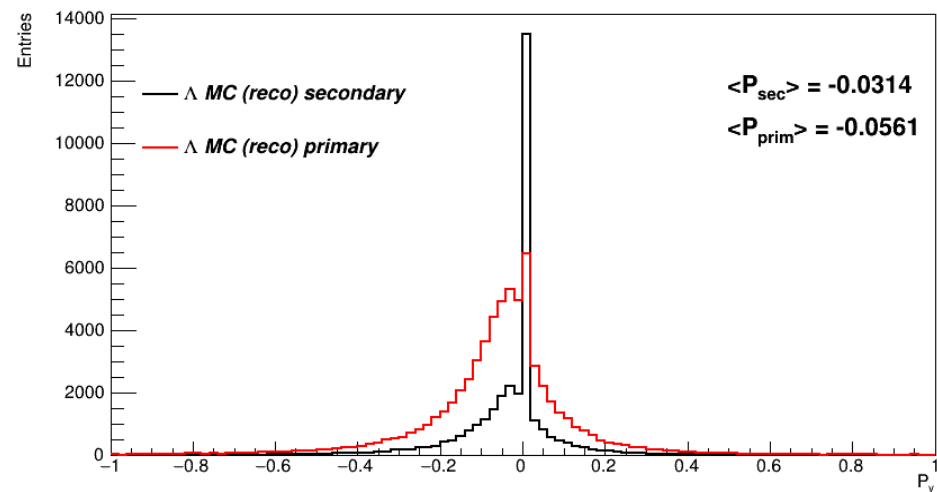 Entries
14000
12000
10000
8000
6000
4000
2000
0
Λ MC (reco) secondary
Λ MC (reco) primary
<P_sec> = -0.0314
<P_prim> = -0.0561
−1 −0.8 −0.6 −0.4 −0.2 0 0.2 0.4 0.6 0.8 1
P_y